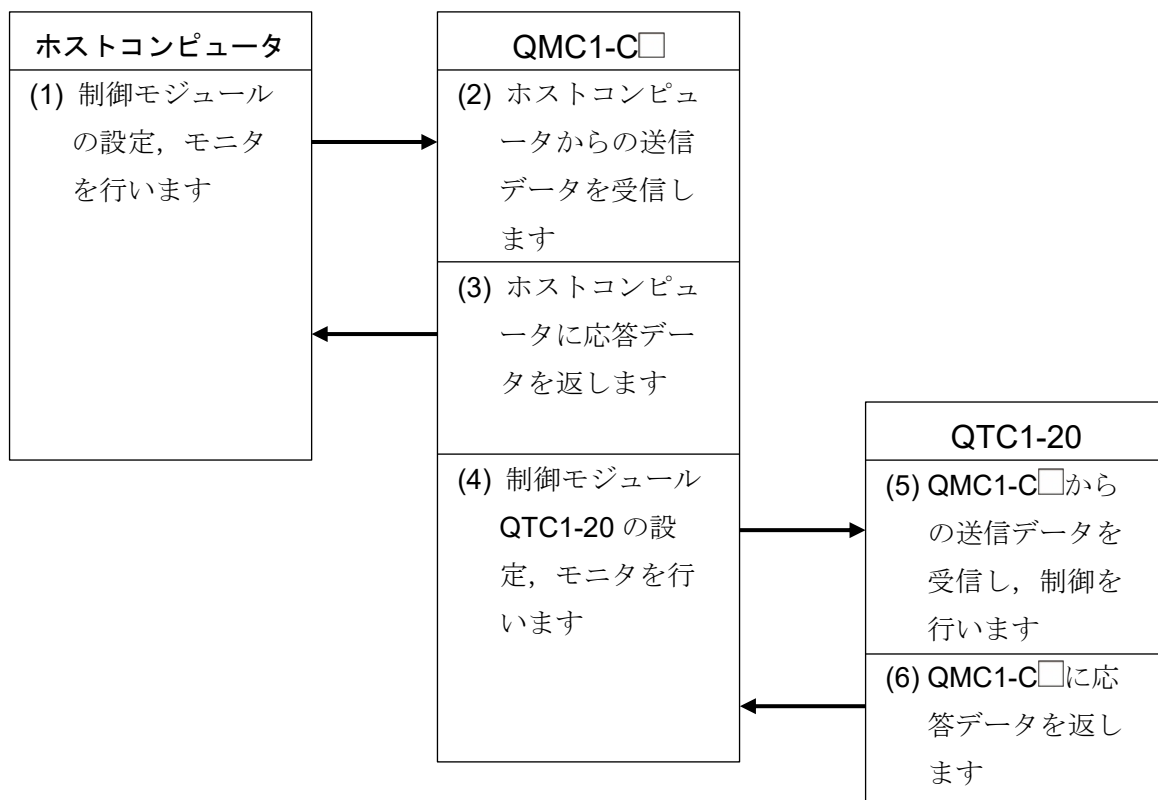 ホストコンピュータ
(1) 制御モジュール
の設定，モニタ
を行います
QMC1-C□
(2) ホストコンピュ
ータからの送信
データを受信し
ます
(3) ホストコンピュ
ータに応答デー
タを返します
(4) 制御モジュール
QTC1-20 の設
定，モニタを行
います
QTC1-20
(5) QMC1-C□から
の送信データを
受信し，制御を
行います
(6) QMC1-C□に応
答データを返し
ます